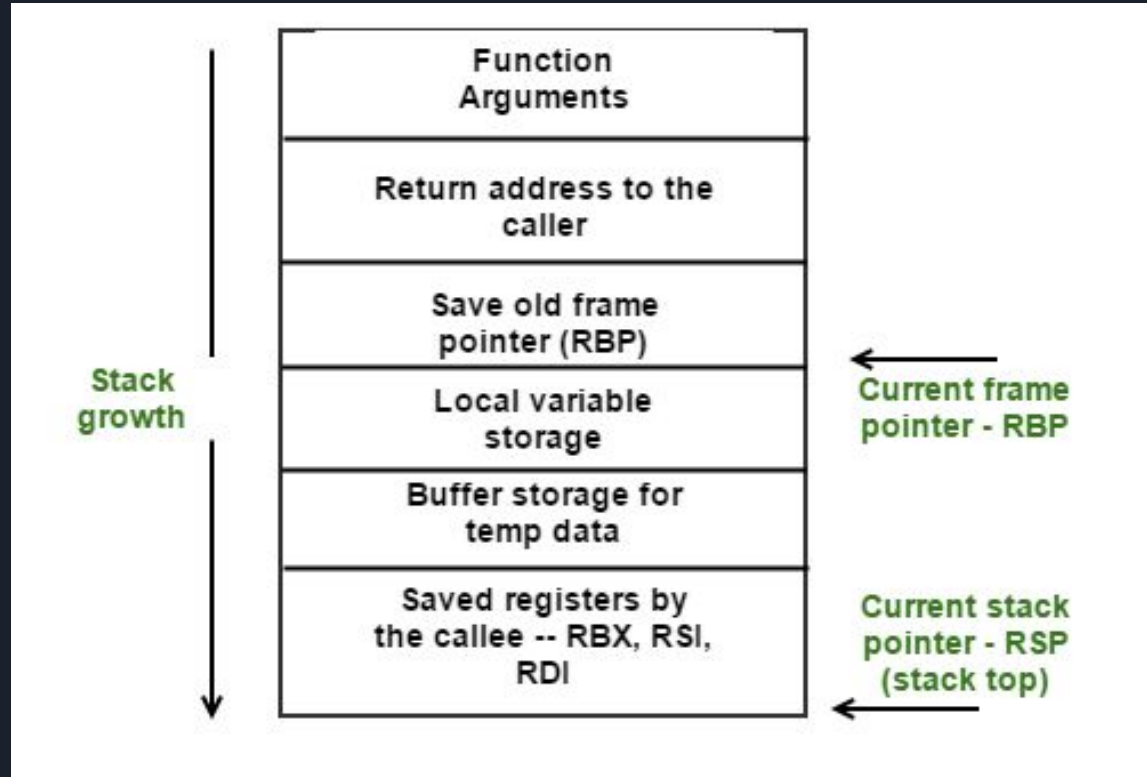 Function
Arguments
Return address to the
caller
Save old frame
pointer (RBP)
Local variable
storage
Buffer storage for
temp data
Saved registers by
the callee -- RBX, RSI,
RDI
Stack
growth
Current frame
pointer - RBP
Current stack
pointer - RSP
(stack top)